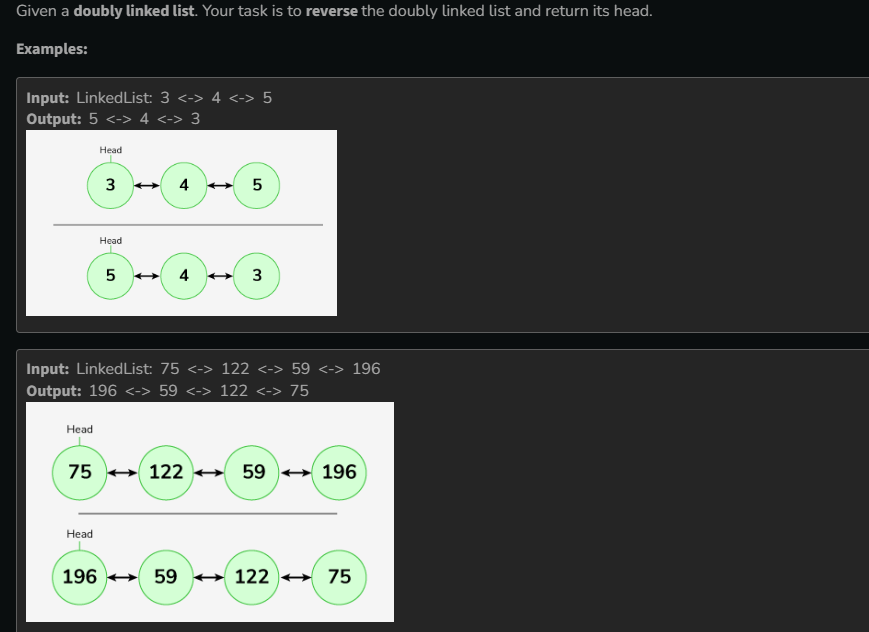 Given a doubly linked list. Your task is to reverse the doubly linked list and return its head.
Examples:
Input: LinkedList: 3 <-> 4 <-> 5
Output: 5 <-> 4 <-> 3
Head
3 4 5
Head
5 4 3
Input: LinkedList: 75 <-> 122 <-> 59 <-> 196
Output: 196 <-> 59 <-> 122 <-> 75
Head
75 122 59 196
Head
196 59 122 75